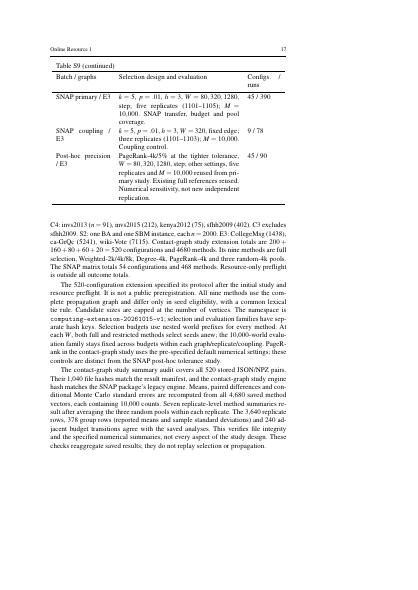 Online Resource 1 17
Table S9 (continued)
Batch / graphs Selection design and evaluation Configs /
runs
SNAP primary / E3 k = 5, p = .01, h = 3, W = 80,320,1280, 45 / 390
step, five replicates (1101–1105); M =
10,000. SNAP transfer, budget and pool
coverage.
SNAP coupling / k = 5, p = .01, h = 3, W = 320, fixed edge; 9 / 78
E3 three replicates (1101–1103); M = 10,000.
Coupling control.
Post-hoc precision PageRank-4k/5% at the tighter tolerance, 45 / 90
/ E3 W = 80,320,1280, step; other settings, five
replicates and M = 10,000 reused from pri-
mary study. Existing full references reused.
Numerical sensitivity, not new independent
replication.
C4: invs2013 (n = 91), invs2015 (212), kenya2012 (75), sfhh2009 (402). C3 excludes
sfhh2009. S2: one BA and one SBM instance, each n = 2000. E3: CollegeMsg (1438),
ca-GrQc (5241), wiki-Vote (7115). Contact-graph study extension totals are 200 +
160 + 80 + 60 + 20 = 520 configurations and 4680 methods. Its nine methods are full
selection, Weighted-2k/4k/8k, Degree-4k, PageRank-4k and three random-4k pools.
The SNAP matrix totals 54 configurations and 468 methods. Resource-only preflight
is outside all outcome totals.
The 520-configuration extension specified its protocol after the initial study and
resource preflight. It is not a public preregistration. All nine methods use the com-
plete propagation graph and differ only in seed eligibility, with a common lexical
tie rule. Candidate sizes are capped at the number of vertices. The namespace is
computing-extension-20261015-v1; selection and evaluation families have sep-
arate hash keys. Selection budgets use nested world prefixes for every method. At
each W, both full and restricted methods select seeds anew; the 10,000-world evalu-
ation family stays fixed across budgets within each graph/replicate/coupling. PageR-
ank in the contact-graph study uses the pre-specified default numerical settings; these
controls are distinct from the SNAP post-hoc tolerance study.
The contact-graph study summary audit covers all 520 stored JSON/NPZ pairs.
Their 1,040 file hashes match the result manifest, and the contact-graph study engine
hash matches the SNAP package's legacy engine. Means, paired differences and con-
ditional Monte Carlo standard errors are recomputed from all 4,680 saved method
vectors, each containing 10,000 counts. Seven replicate-level method summaries re-
sult after averaging the three random pools within each replicate. The 3,640 replicate
rows, 378 group rows (reported means and sample standard deviations) and 240 ad-
jacent budget transitions agree with the saved analyses. This verifies file integrity
and the specified numerical summaries, not every aspect of the study design. These
checks reaggregate saved results; they do not replay selection or propagation.